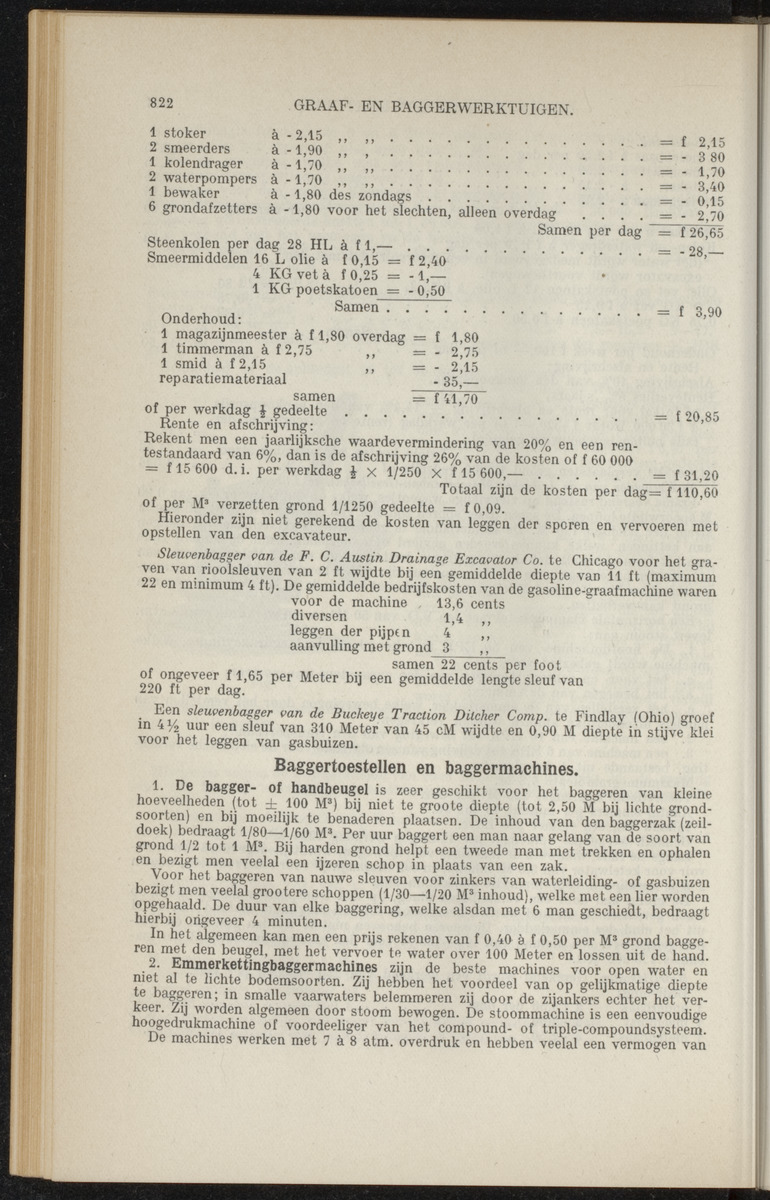 822 GRAAF- EN BAGGERWERKTUIGEN.
1 stoker à - 2,15 ,, ,, . . . . . . . . . . . . . . = f 2,15
2 smeerders à - 1,90 ,, , . . . . . . . . . . . . . . = - 3 80
1 kolendrager à - 1,70 ,, ,, . . . . . . . . . . . . . . = - 1,70
2 waterpompers à - 1,70 ,, ,, . . . . . . . . . . . . . . = - 3,40
1 bewaker à - 1,80 des zondags . . . . . . . . . . . . = - 0,15
6 grondafzetters à - 1,80 voor het slechten, alleen overdag . . . . = - 2,70
Samen per dag = f 26,65
Steenkolen per dag 28 HL à f 1,— . . . . . . . . . . . . . = - 28,—
Smeermiddelen 16 L olie à f 0,15 = f 2,40
4 KG vet à f 0,25 = - 1,—
1 KG poetskatoen = - 0,50
Samen . . . . . . . . . . . . . . = f 3,90
Onderhoud:
1 magazijnmeester à f 1,80 overdag = f 1,80
1 timmerman à f 2,75 ,, = - 2,75
1 smid à f 2,15 ,, = - 2,15
reparatiemateriaal - 35,—
samen = f 41,70
of per werkdag ½ gedeelte . . . . . . . . . . . . . . . = f 20,85
Rente en afschrijving:
Rekent men een jaarlijksche waardevermindering van 20% en een ren-
testandaard van 6%, dan is de afschrijving 26% van de kosten of f 60 000
= f 15 600 d. i. per werkdag ½ × 1/250 × f 15 600,— . . . . . . = f 31,20
Totaal zijn de kosten per dag = f 110,60
of per M³ verzetten grond 1/1250 gedeelte = f 0,09.
Hieronder zijn niet gerekend de kosten van leggen der sporen en vervoeren met
opstellen van den excavateur.
Sleuvenbagger van de F. C. Austin Drainage Excavator Co. te Chicago voor het gra-
ven van rioolsleuven van 2 ft wijdte bij een gemiddelde diepte van 11 ft (maximum
22 en minimum 4 ft). De gemiddelde bedrijfskosten van de gasoline-graafmachine waren
voor de machine 13,6 cents
diversen 1,4 ,,
leggen der pijpen 4 ,,
aanvulling met grond 3 ,,
samen 22 cents per foot
of ongeveer f 1,65 per Meter bij een gemiddelde lengte sleuf van
220 ft per dag.
Een sleuvenbagger van de Buckeye Traction Ditcher Comp. te Findlay (Ohio) groef
in 4½ uur een sleuf van 310 Meter van 45 cM wijdte en 0,90 M diepte in stijve klei
voor het leggen van gasbuizen.
Baggertoestellen en baggermachines.
1. De bagger- of handbeugel is zeer geschikt voor het baggeren van kleine
hoeveelheden (tot ± 100 M³) bij niet te groote diepte (tot 2,50 M bij lichte grond-
soorten) en bij moeilijk te benaderen plaatsen. De inhoud van den baggerzak (zeil-
doek) bedraagt 1/80—1/60 M³. Per uur baggert een man naar gelang van de soort van
grond 1/2 tot 1 M³. Bij harden grond helpt een tweede man met trekken en ophalen
en bezigt men veelal een ijzeren schop in plaats van een zak.
Voor het baggeren van nauwe sleuven voor zinkers van waterleiding- of gasbuizen
bezigt men veelal grootere schoppen (1/30—1/20 M³ inhoud), welke met een lier worden
opgehaald. De duur van elke baggering, welke alsdan met 6 man geschiedt, bedraagt
hierbij ongeveer 4 minuten.
In het algemeen kan men een prijs rekenen van f 0,40 à f 0,50 per M³ grond bagge-
ren met den beugel, met het vervoer te water over 100 Meter en lossen uit de hand.
2. Emmerkettingbaggermachines zijn de beste machines voor open water en
niet al te lichte bodemsoorten. Zij hebben het voordeel van op gelijkmatige diepte
te baggeren; in smalle vaarwaters belemmeren zij door de zijankers echter het ver-
keer. Zij worden algemeen door stoom bewogen. De stoommachine is een eenvoudige
hoogedrukmachine of voordeeliger van het compound- of triple-compoundsysteem.
De machines werken met 7 à 8 atm. overdruk en hebben veelal een vermogen van